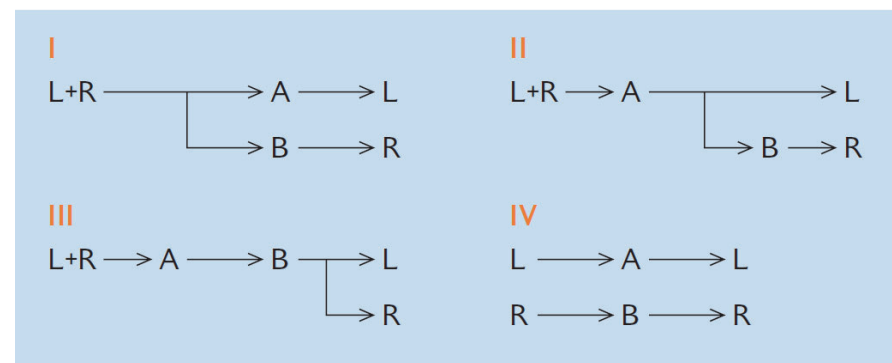 I
L+R A L
B R
II
L+R A L
B R
III
L+R A B L
R
IV
L A L
R B R